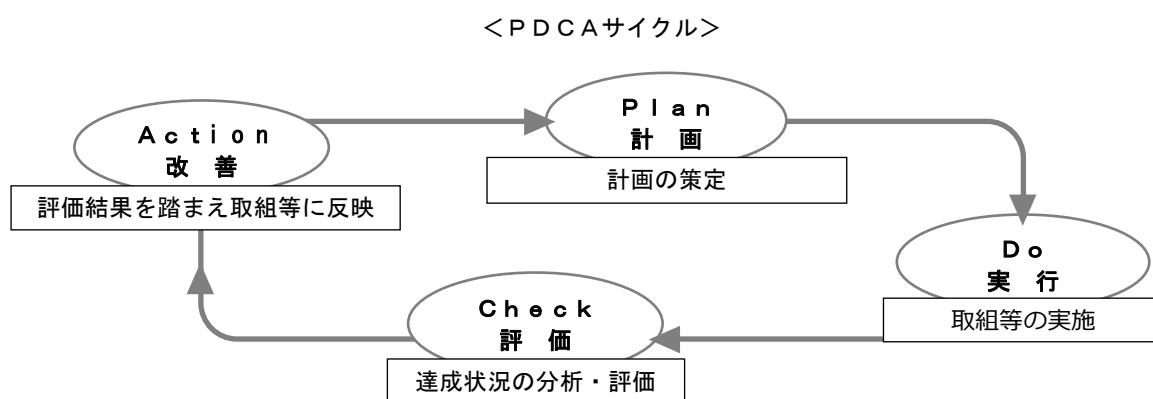 ＜ＰＤＣＡサイクル＞
Ｐｌａｎ
計　画
計画の策定
Ｄｏ
実　行
取組等の実施
Ｃｈｅｃｋ
評　価
達成状況の分析・評価
Ａｃｔｉｏｎ
改　善
評価結果を踏まえ取組等に反映